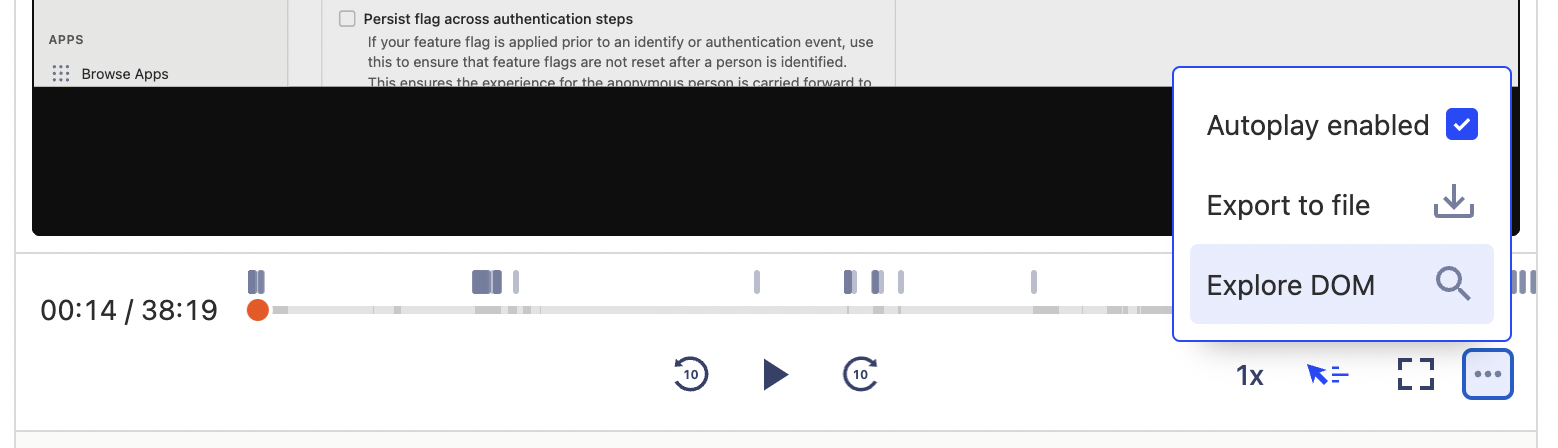 Persist flag across authentication steps
APPS
If your feature flag is applied prior to an identify or authentication event, use
this to ensure that feature flags are not reset after a person is identified.
Browse Apps
This ensures the experience for the anonymous person is carried forward to
Autoplay enabled
Export to file
Explore DOM
00:14 / 38:19
10
10
1x